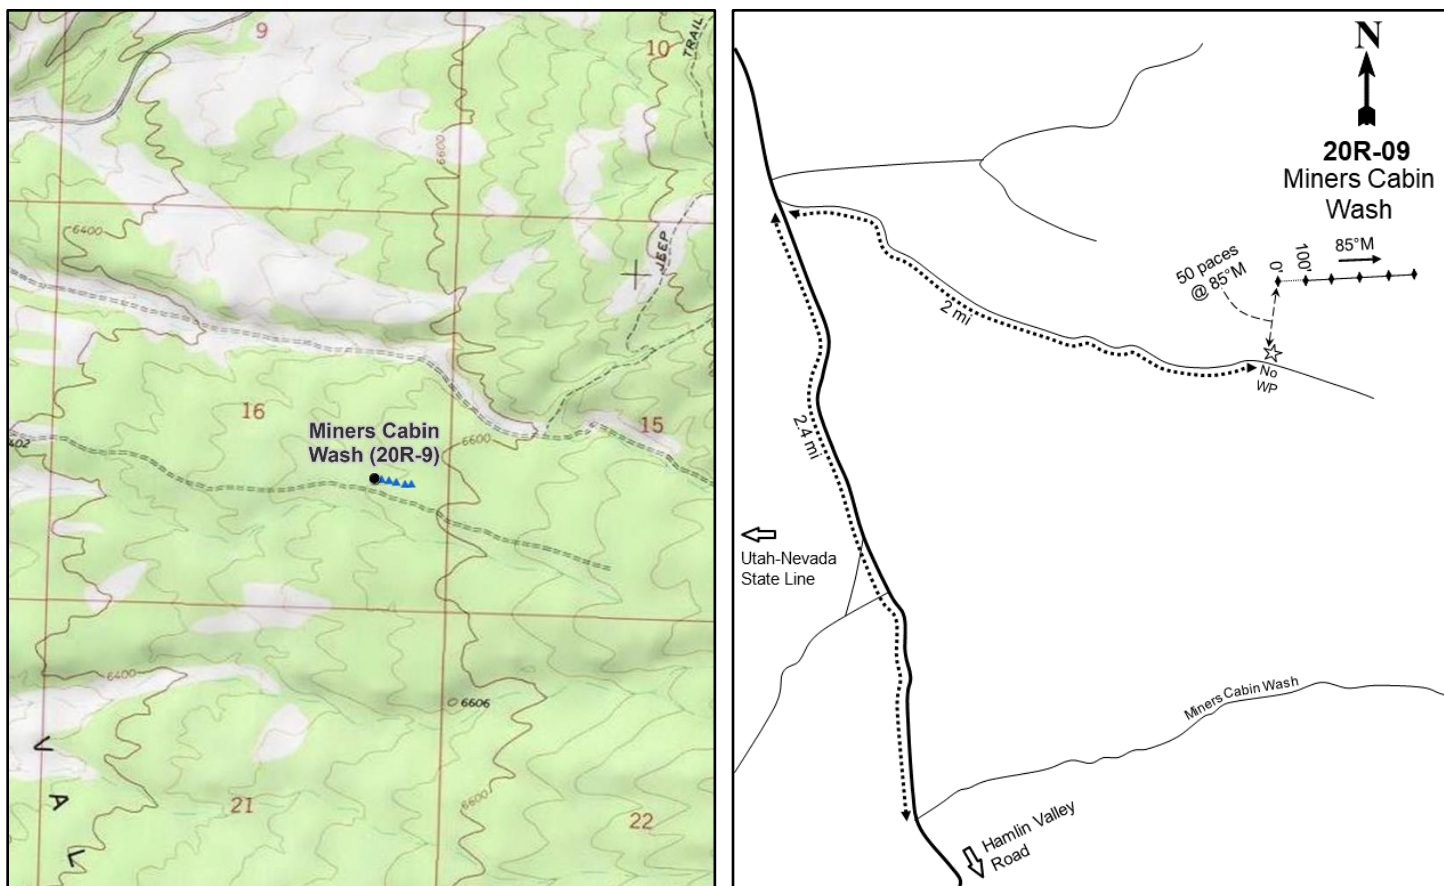 9
10
TRAIL
6600
6400
JEEP
16
15
Miners Cabin
Wash (20R-9)
6600
402
6400
6606
V
A
L
21
6600
22
N
20R-09
Miners Cabin
Wash
85°M
0'
100'
50 paces
@ 85°M
2 mi
No
WP
2.4 mi
Utah-Nevada
State Line
Miners Cabin Wash
Hamlin Valley
Road